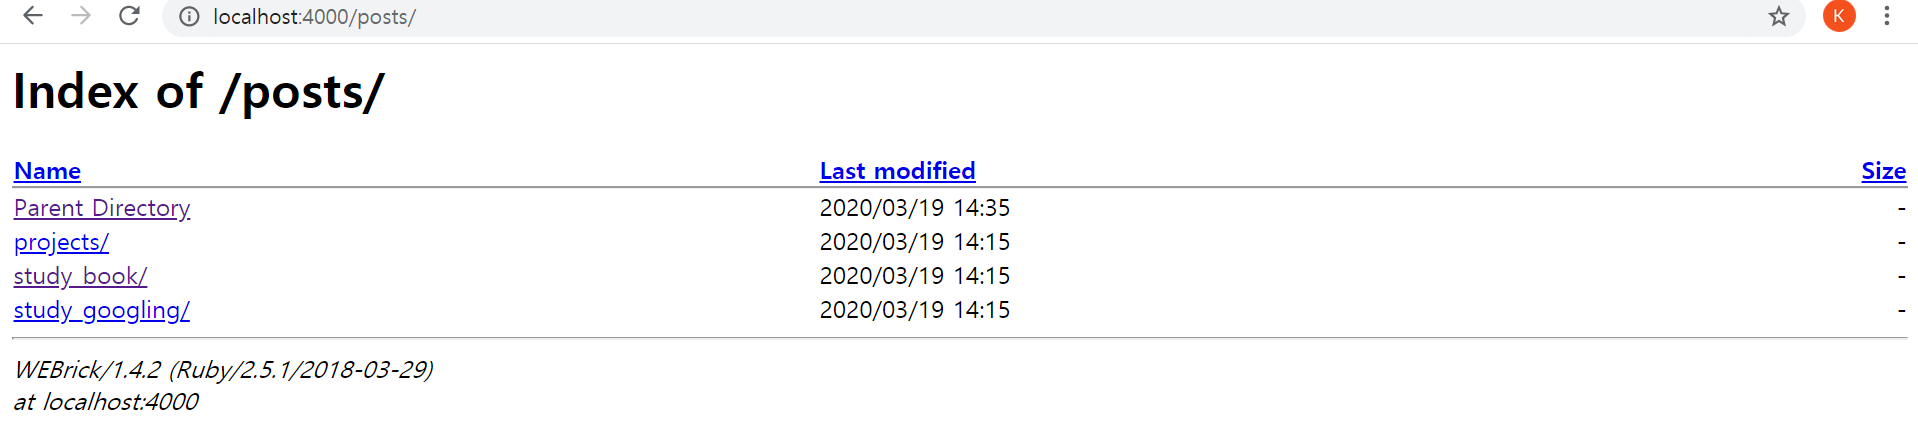 localhost:4000/posts/
K
Index of /posts/
Name Last modified Size
Parent Directory 2020/03/19 14:35 -
projects/ 2020/03/19 14:15 -
study_book/ 2020/03/19 14:15 -
study_googling/ 2020/03/19 14:15 -
WEBrick/1.4.2 (Ruby/2.5.1/2018-03-29)
at localhost:4000